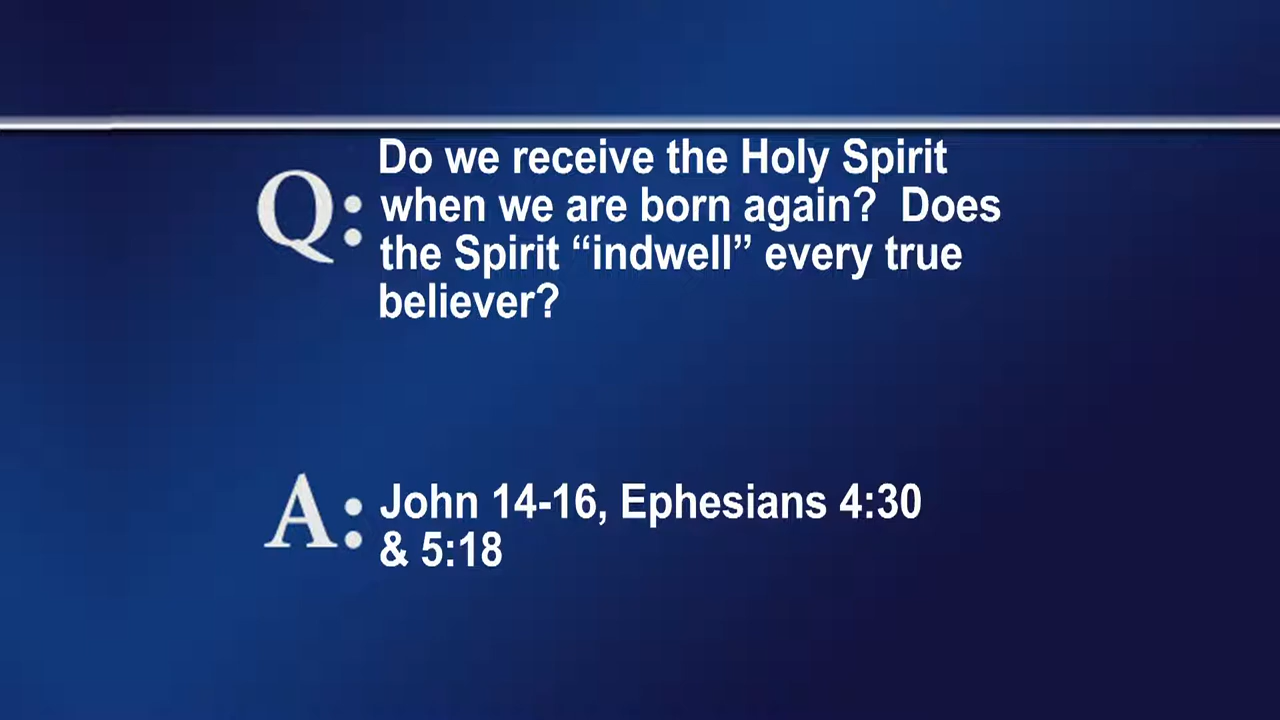 Do we receive the Holy Spirit
Q: when we are born again?  Does
the Spirit “indwell” every true
believer?
A: John 14-16, Ephesians 4:30
& 5:18